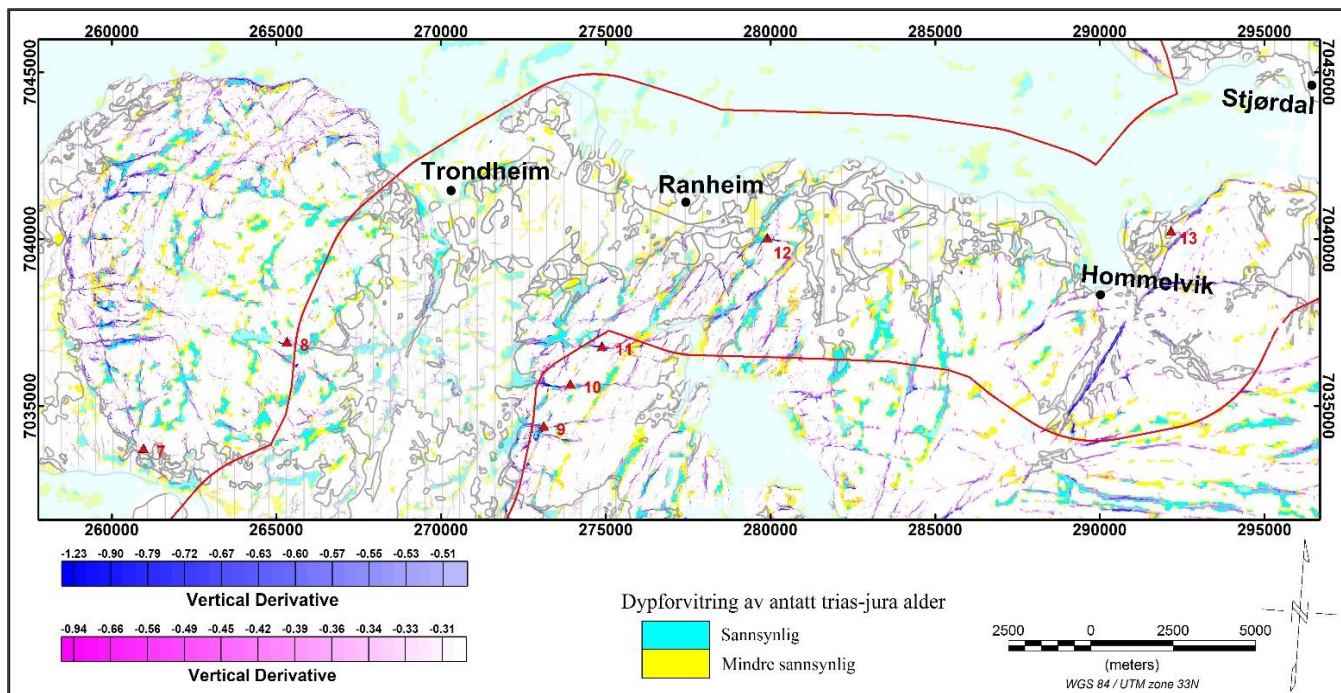 260000 265000 270000 275000 280000 285000 290000 295000
7045000 7045000
Stjørdal
Trondheim
Ranheim
7040000 7040000
12
13
Hommelvik
8
11
10
7035000 7035000
9
7
260000 265000 270000 275000 280000 285000 290000 295000
-1.23 -0.90 -0.79 -0.72 -0.67 -0.63 -0.60 -0.57 -0.55 -0.53 -0.51
Vertical Derivative
-0.94 -0.66 -0.56 -0.49 -0.45 -0.42 -0.39 -0.36 -0.33 -0.31
Vertical Derivative
Dypforvitring av antatt trias-jura alder
Sannsynlig
Mindre sannsynlig
2500 0 2500 5000
(meters)
WGS 84 / UTM zone 33N